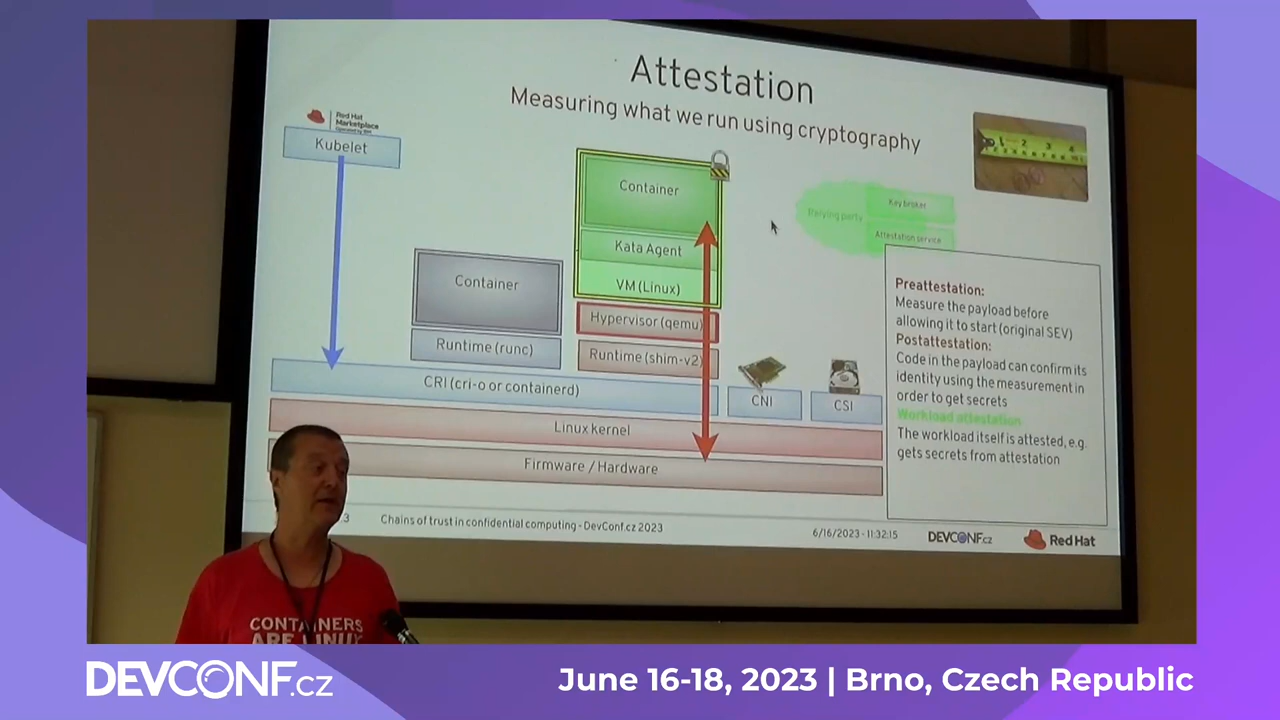 Attestation
Measuring what we run using cryptography
Red Hat
Marketplace
Kubelet
Container
Kata Agent
VM (Linux)
Hypervisor (qemu)
Runtime (shim-v2)
Container
Runtime (runc)
CRI (cri-o or containerd)
CNI
CSI
Linux kernel
Firmware / Hardware
Relying party
Key broker
Attestation service
Preattestation:
Measure the payload before
allowing it to start (original SEV)
Postattestation:
Code in the payload can confirm its
identity using the measurement in
order to get secrets
Workload attestation
The workload itself is attested, e.g.
gets secrets from attestation
1 2 3 4
Chains of trust in confidential computing - DevConf.cz 2023
6/16/2023 - 11:32:15
DEVCONF.cz
Red Hat
CONTAINERS
ARE LINUX
DEVCONF.cz
June 16-18, 2023 | Brno, Czech Republic